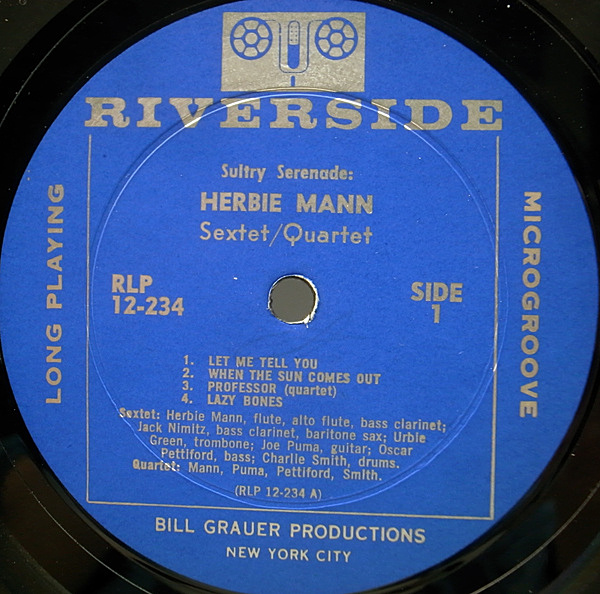 RIVERSIDE
Sultry Serenade:
HERBIE MANN
Sextet/Quartet
LONG PLAYING
RLP
12-234
SIDE
1
MICROGROOVE
1. LET ME TELL YOU
2. WHEN THE SUN COMES OUT
3. PROFESSOR (quartet)
4. LAZY BONES
Sextet: Herbie Mann, flute, alto flute, bass clarinet;
Jack Nimitz, bass clarinet, baritone sax; Urbie
Green, trombone; Joe Puma, guitar; Oscar
Pettiford, bass; Charlie Smith, drums.
Quartet: Mann, Puma, Pettiford, Smith.
(RLP 12-234 A)
BILL GRAUER PRODUCTIONS
NEW YORK CITY